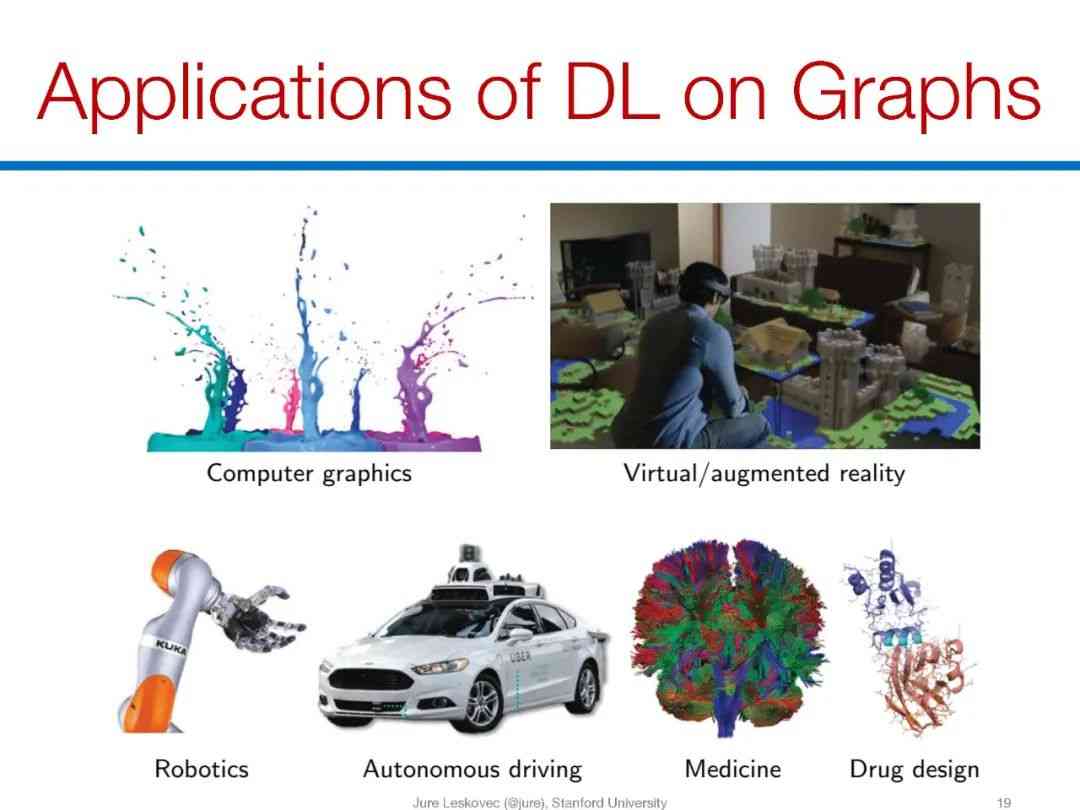 Applications of DL on Graphs
Computer graphics
Virtual/augmented reality
KUKA
UBER
Robotics
Autonomous driving
Medicine
Drug design
Jure Leskovec (@jure), Stanford University
19